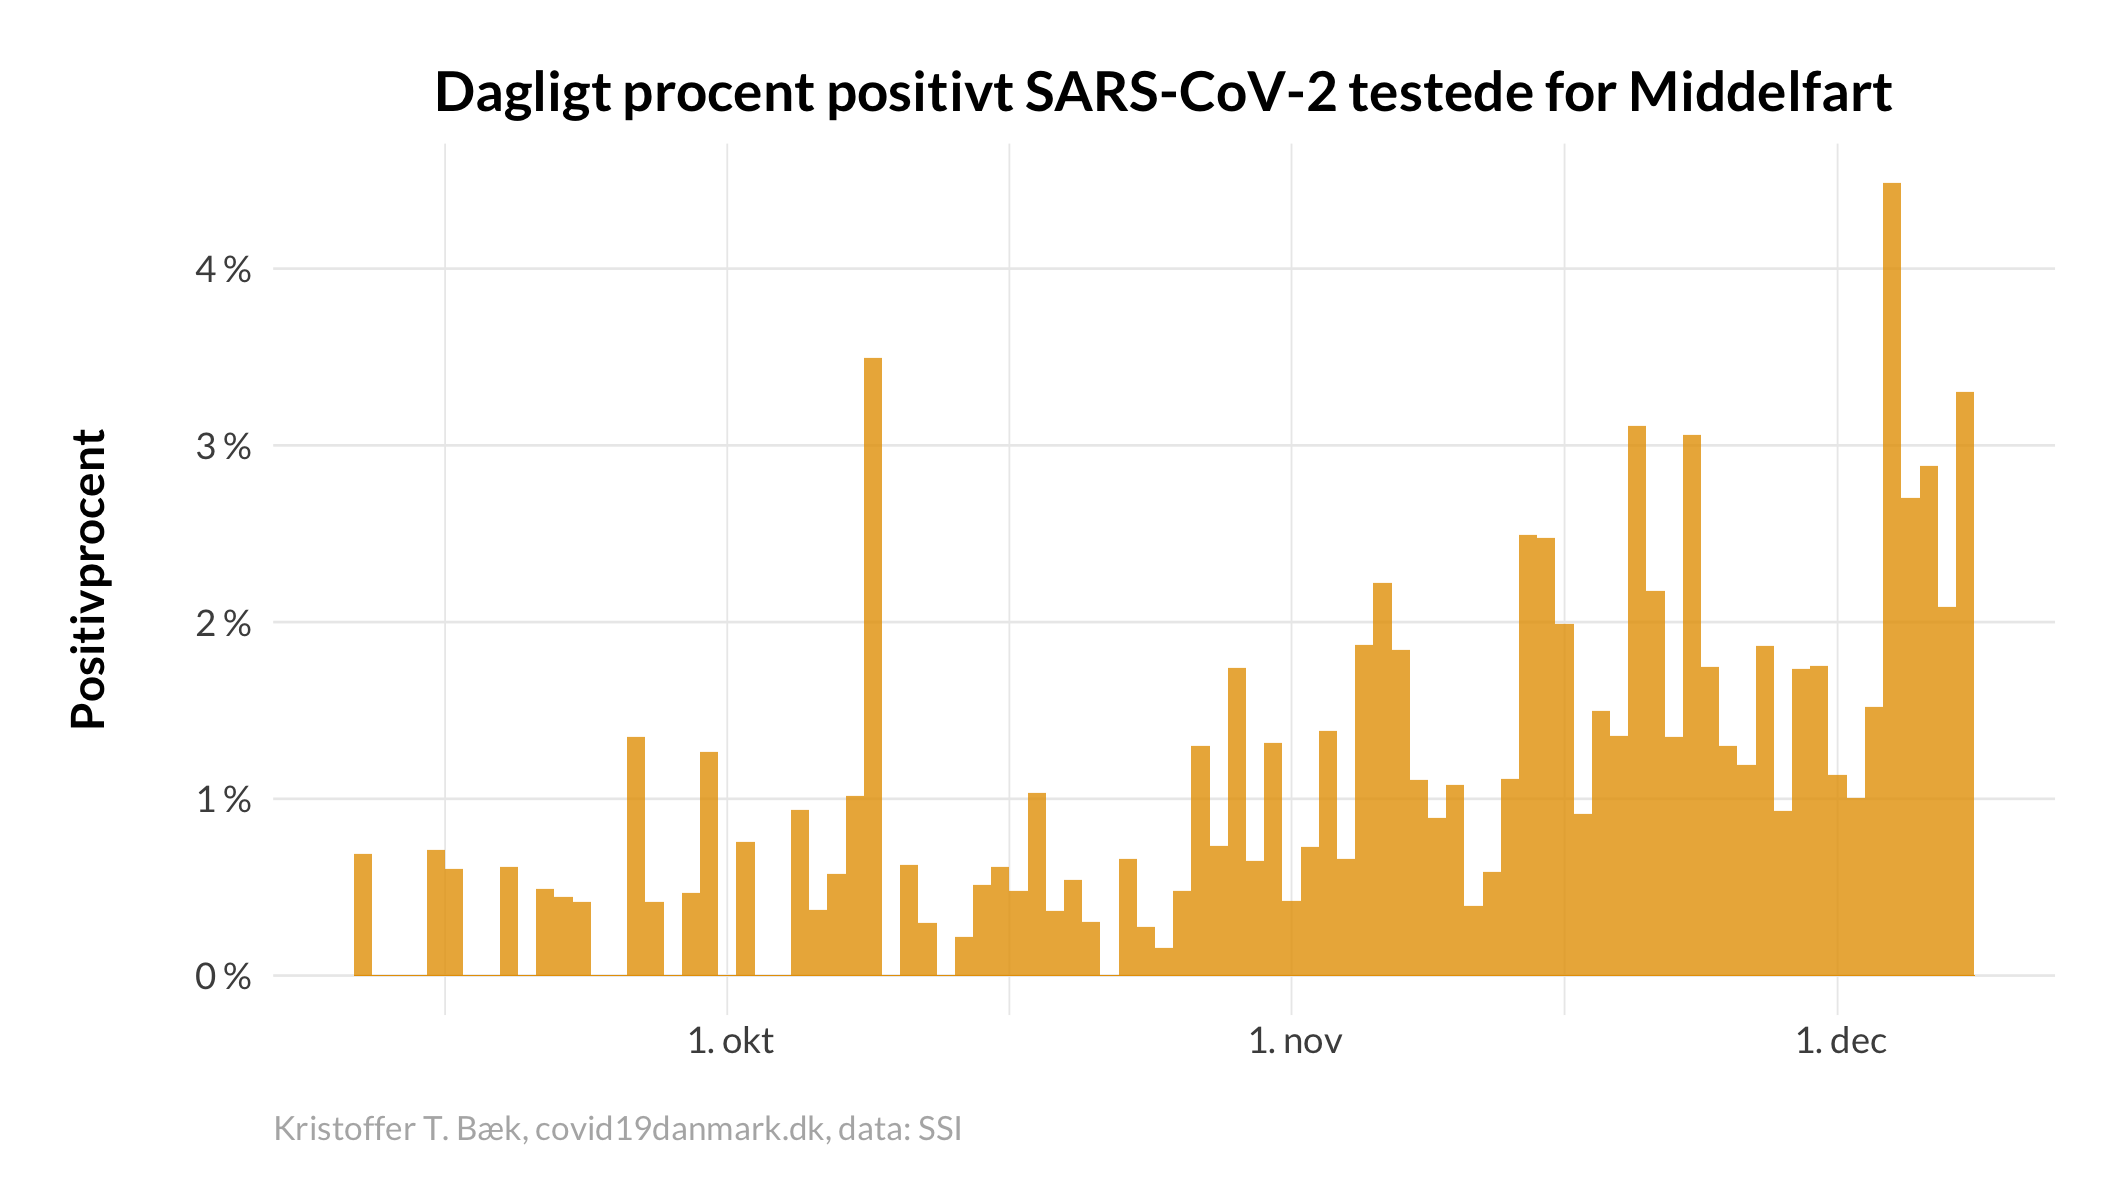 Dagligt procent positivt SARS-CoV-2 testede for Middelfart
Positivprocent
4 %
3 %
2 %
1 %
0 %
1. okt
1. nov
1. dec
Kristoffer T. Bæk, covid19danmark.dk, data: SSI